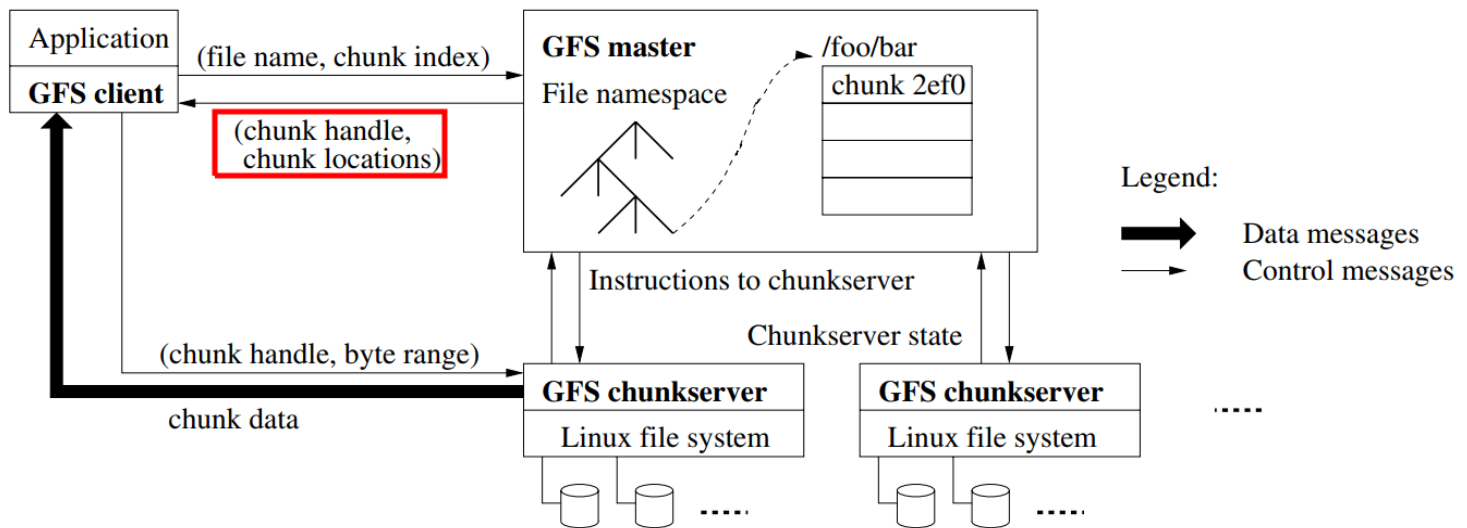 Application
GFS client
(file name, chunk index)
(chunk handle,
chunk locations)
GFS master
File namespace
/foo/bar
chunk 2ef0
Legend:
Data messages
Control messages
Instructions to chunkserver
Chunkserver state
(chunk handle, byte range)
chunk data
GFS chunkserver
Linux file system
GFS chunkserver
Linux file system